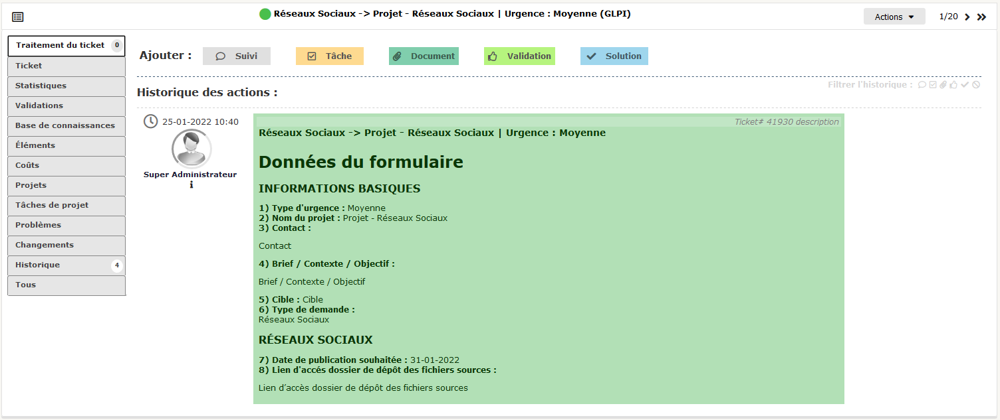 Réseaux Sociaux -> Projet - Réseaux Sociaux | Urgence : Moyenne (GLPI)
Actions
1/20
Traitement du ticket 0
Ticket
Statistiques
Validations
Base de connaissances
Éléments
Coûts
Projets
Tâches de projet
Problèmes
Changements
Historique 4
Tous
Ajouter : Suivi Tâche Document Validation Solution
Historique des actions :
Filtrer l'historique :
25-01-2022 10:40
Super Administrateur
Ticket# 41930 description
Réseaux Sociaux -> Projet - Réseaux Sociaux | Urgence : Moyenne
Données du formulaire
INFORMATIONS BASIQUES
1) Type d'urgence : Moyenne
2) Nom du projet : Projet - Réseaux Sociaux
3) Contact :
Contact
4) Brief / Contexte / Objectif :
Brief / Contexte / Objectif
5) Cible : Cible
6) Type de demande :
Réseaux Sociaux
RÉSEAUX SOCIAUX
7) Date de publication souhaitée : 31-01-2022
8) Lien d'accés dossier de dépôt des fichiers sources :
Lien d’accès dossier de dépôt des fichiers sources